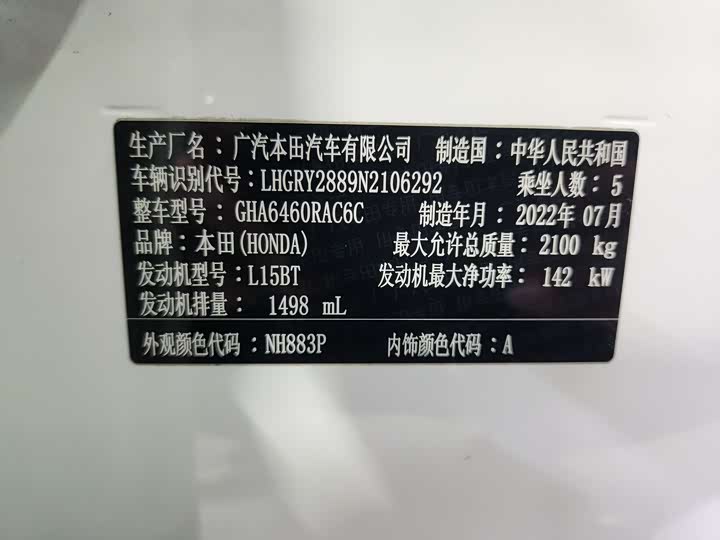 生产厂名：广汽本田汽车有限公司 制造国：中华人民共和国
车辆识别代号：LHGRY2889N2106292 乘坐人数：5
整车型号：GHA6460RAC6C 制造年月：2022年 07月
品牌：本田(HONDA) 最大允许总质量：2100 kg
发动机型号：L15BT 发动机最大净功率：142 kW
发动机排量：1498 mL
外观颜色代码：NH883P 内饰颜色代码：A